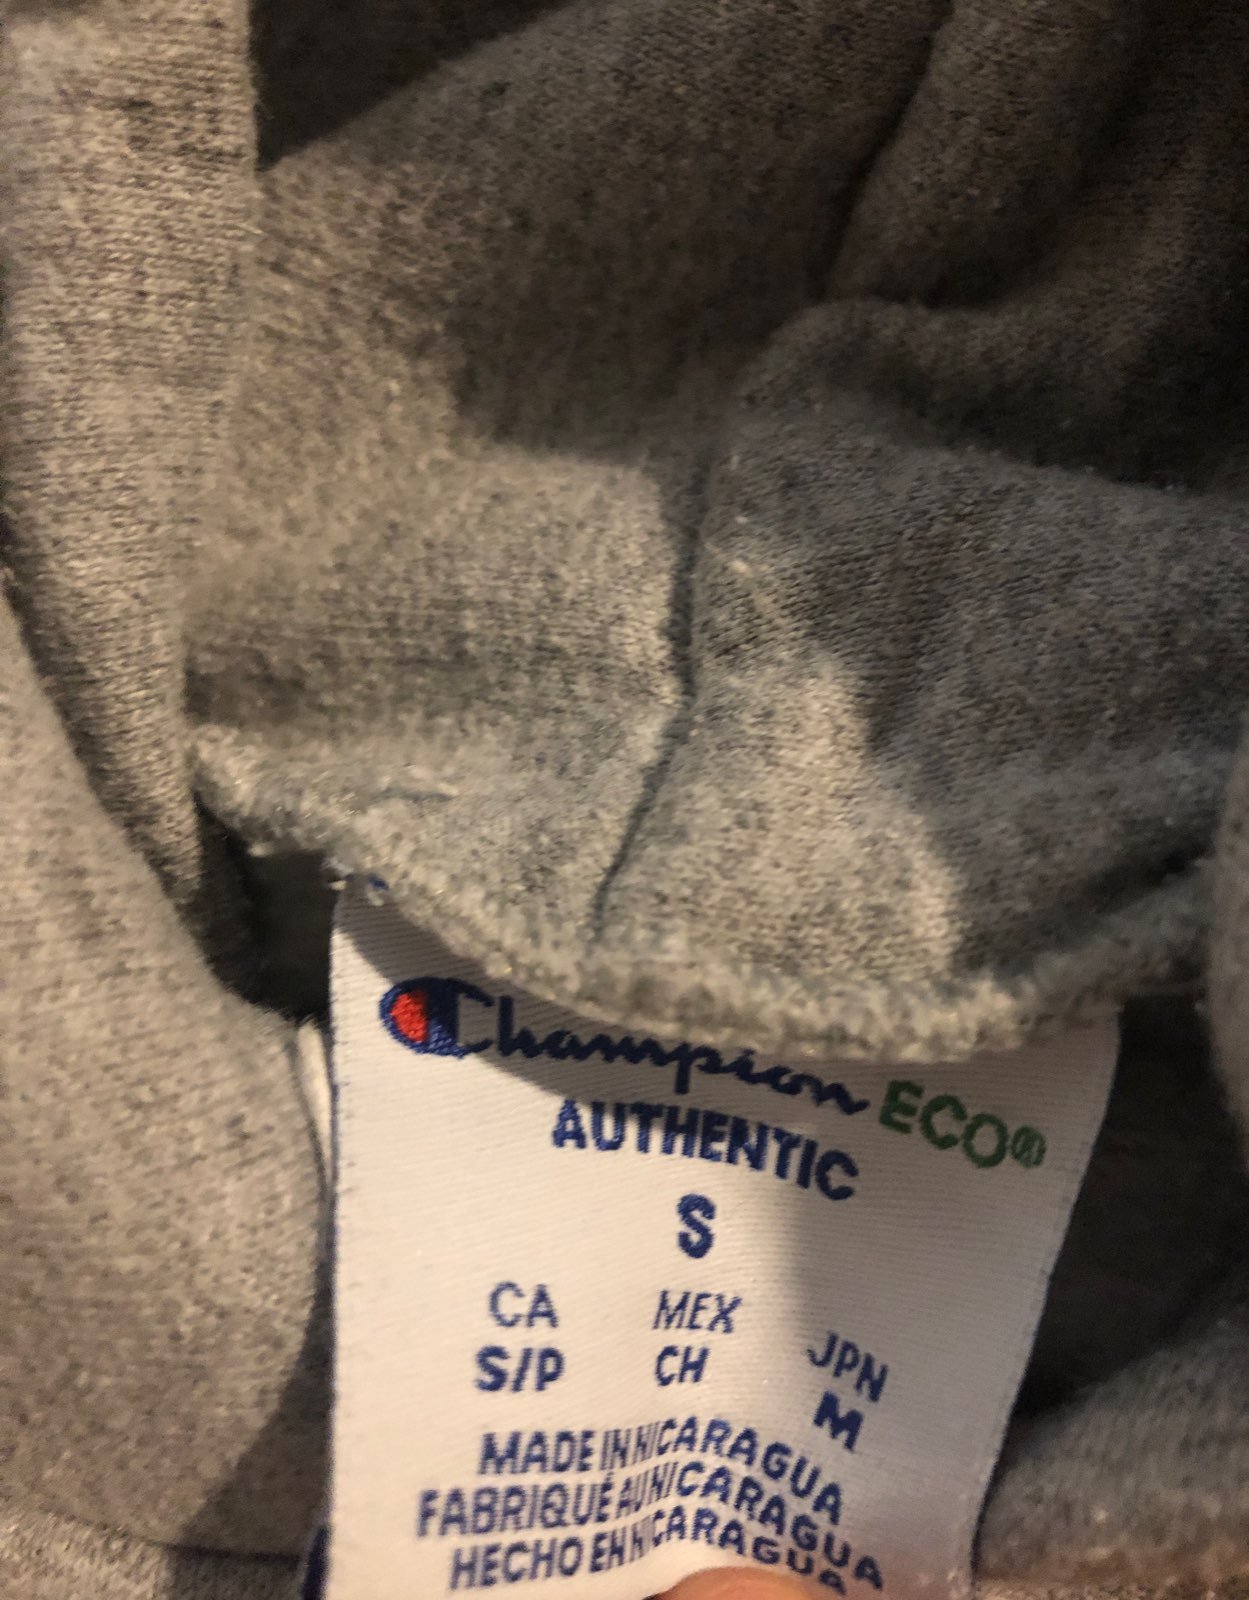 Champion ECO®
AUTHENTIC
S
CA MEX JPN
S/P CH M
MADE IN NICARAGUA
FABRIQUÉ AU NICARAGUA
HECHO EN NICARAGUA